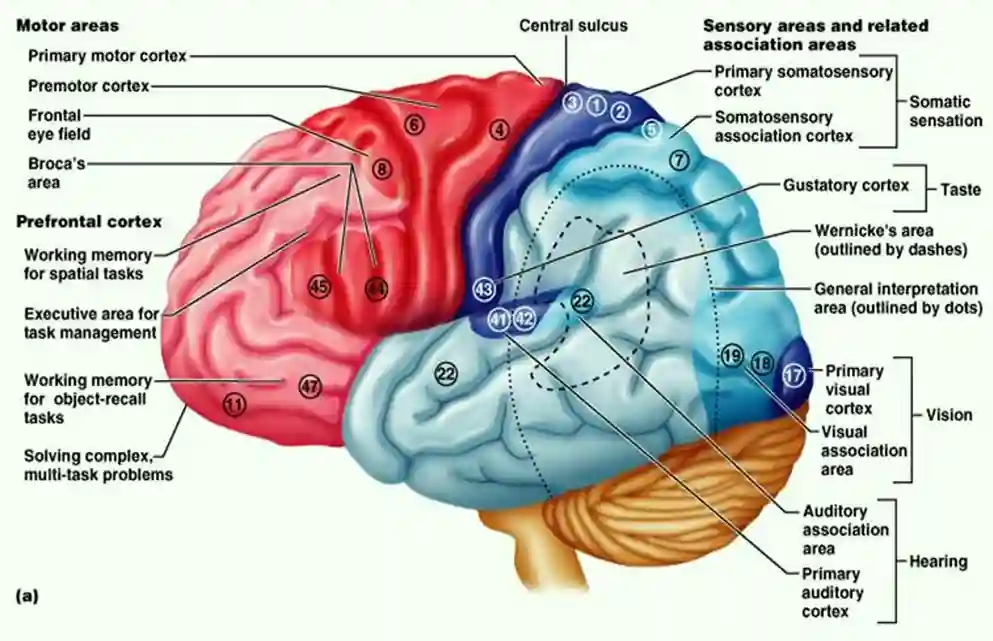 Motor areas
Primary motor cortex
Premotor cortex
Frontal
eye field
Broca's
area
Prefrontal cortex
Working memory
for spatial tasks
Executive area for
task management
Working memory
for object-recall
tasks
Solving complex,
multi-task problems
(a)
Central sulcus
6
4
8
45
44
47
11
3 1 2
5
7
43
41 42
22
22
19 18 17
Sensory areas and related
association areas
Primary somatosensory
cortex
Somatosensory
association cortex
Somatic
sensation
Gustatory cortex
Taste
Wernicke's area
(outlined by dashes)
General interpretation
area (outlined by dots)
Primary
visual
cortex
Visual
association
area
Vision
Auditory
association
area
Primary
auditory
cortex
Hearing